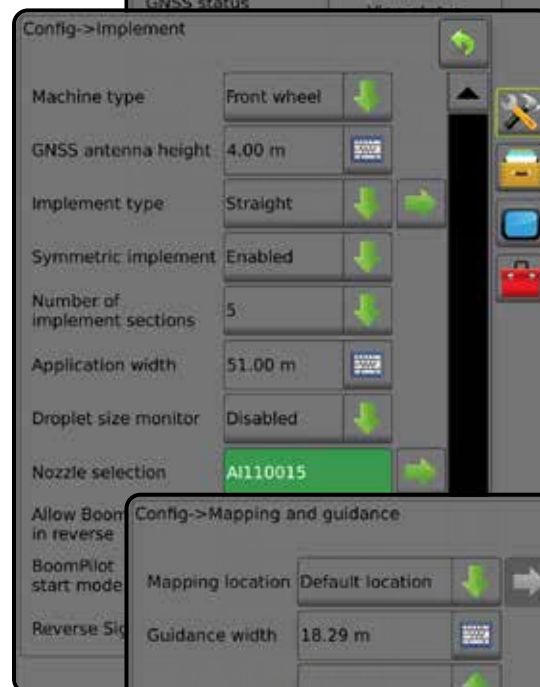 GNSS status
Config->Implement
Machine type Front wheel
GNSS antenna height 4.00 m
Implement type Straight
Symmetric implement Enabled
Number of
implement sections 5
Application width 51.00 m
Droplet size monitor Disabled
Nozzle selection AI110015
Allow Boom
in reverse
BoomPilot
start mode
Reverse Sig
Config->Mapping and guidance
Mapping location Default location
Guidance width 18.29 m